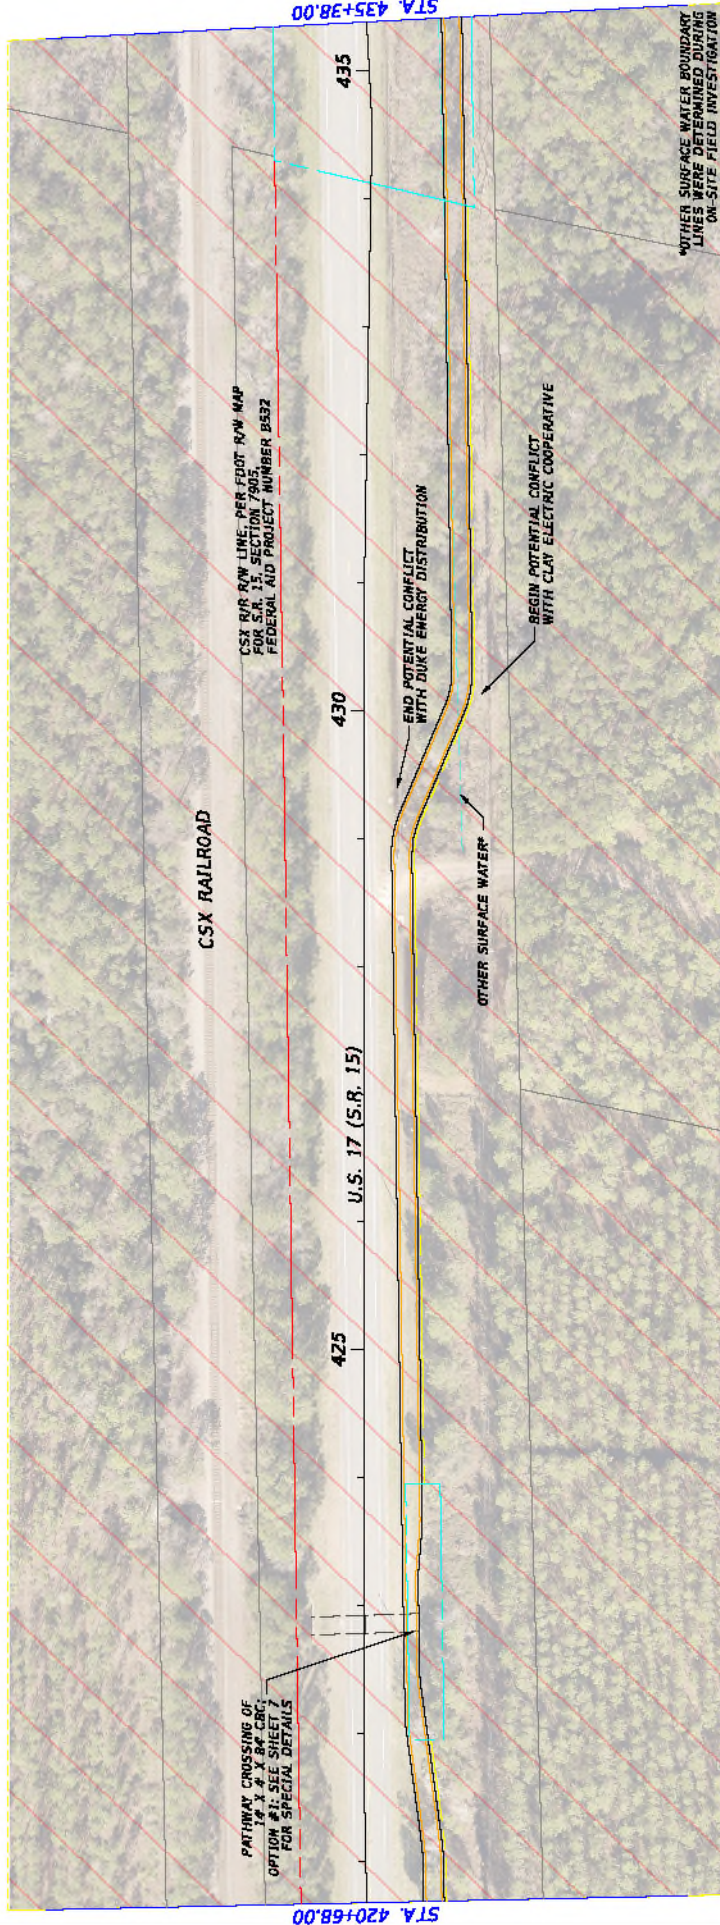 STA. 435+38.00
435
*OTHER SURFACE WATER BOUNDARY
LINES WERE DETERMINED DURING
ON-SITE FIELD INVESTIGATION
CSX R/R R/W LINE, PER FDOT R/W MAP
FOR S.R. 15, SECTION 7905,
FEDERAL AID PROJECT NUMBER 8532
END POTENTIAL CONFLICT
WITH DUKE ENERGY DISTRIBUTION
BEGIN POTENTIAL CONFLICT
WITH CLAY ELECTRIC COOPERATIVE
430
CSX RAILROAD
OTHER SURFACE WATER*
U.S. 17 (S.R. 15)
425
PATHWAY CROSSING OF
14' X 4' X 84' CBC;
OPTION #1: SEE SHEET 7
FOR SPECIAL DETAILS
STA. 420+68.00